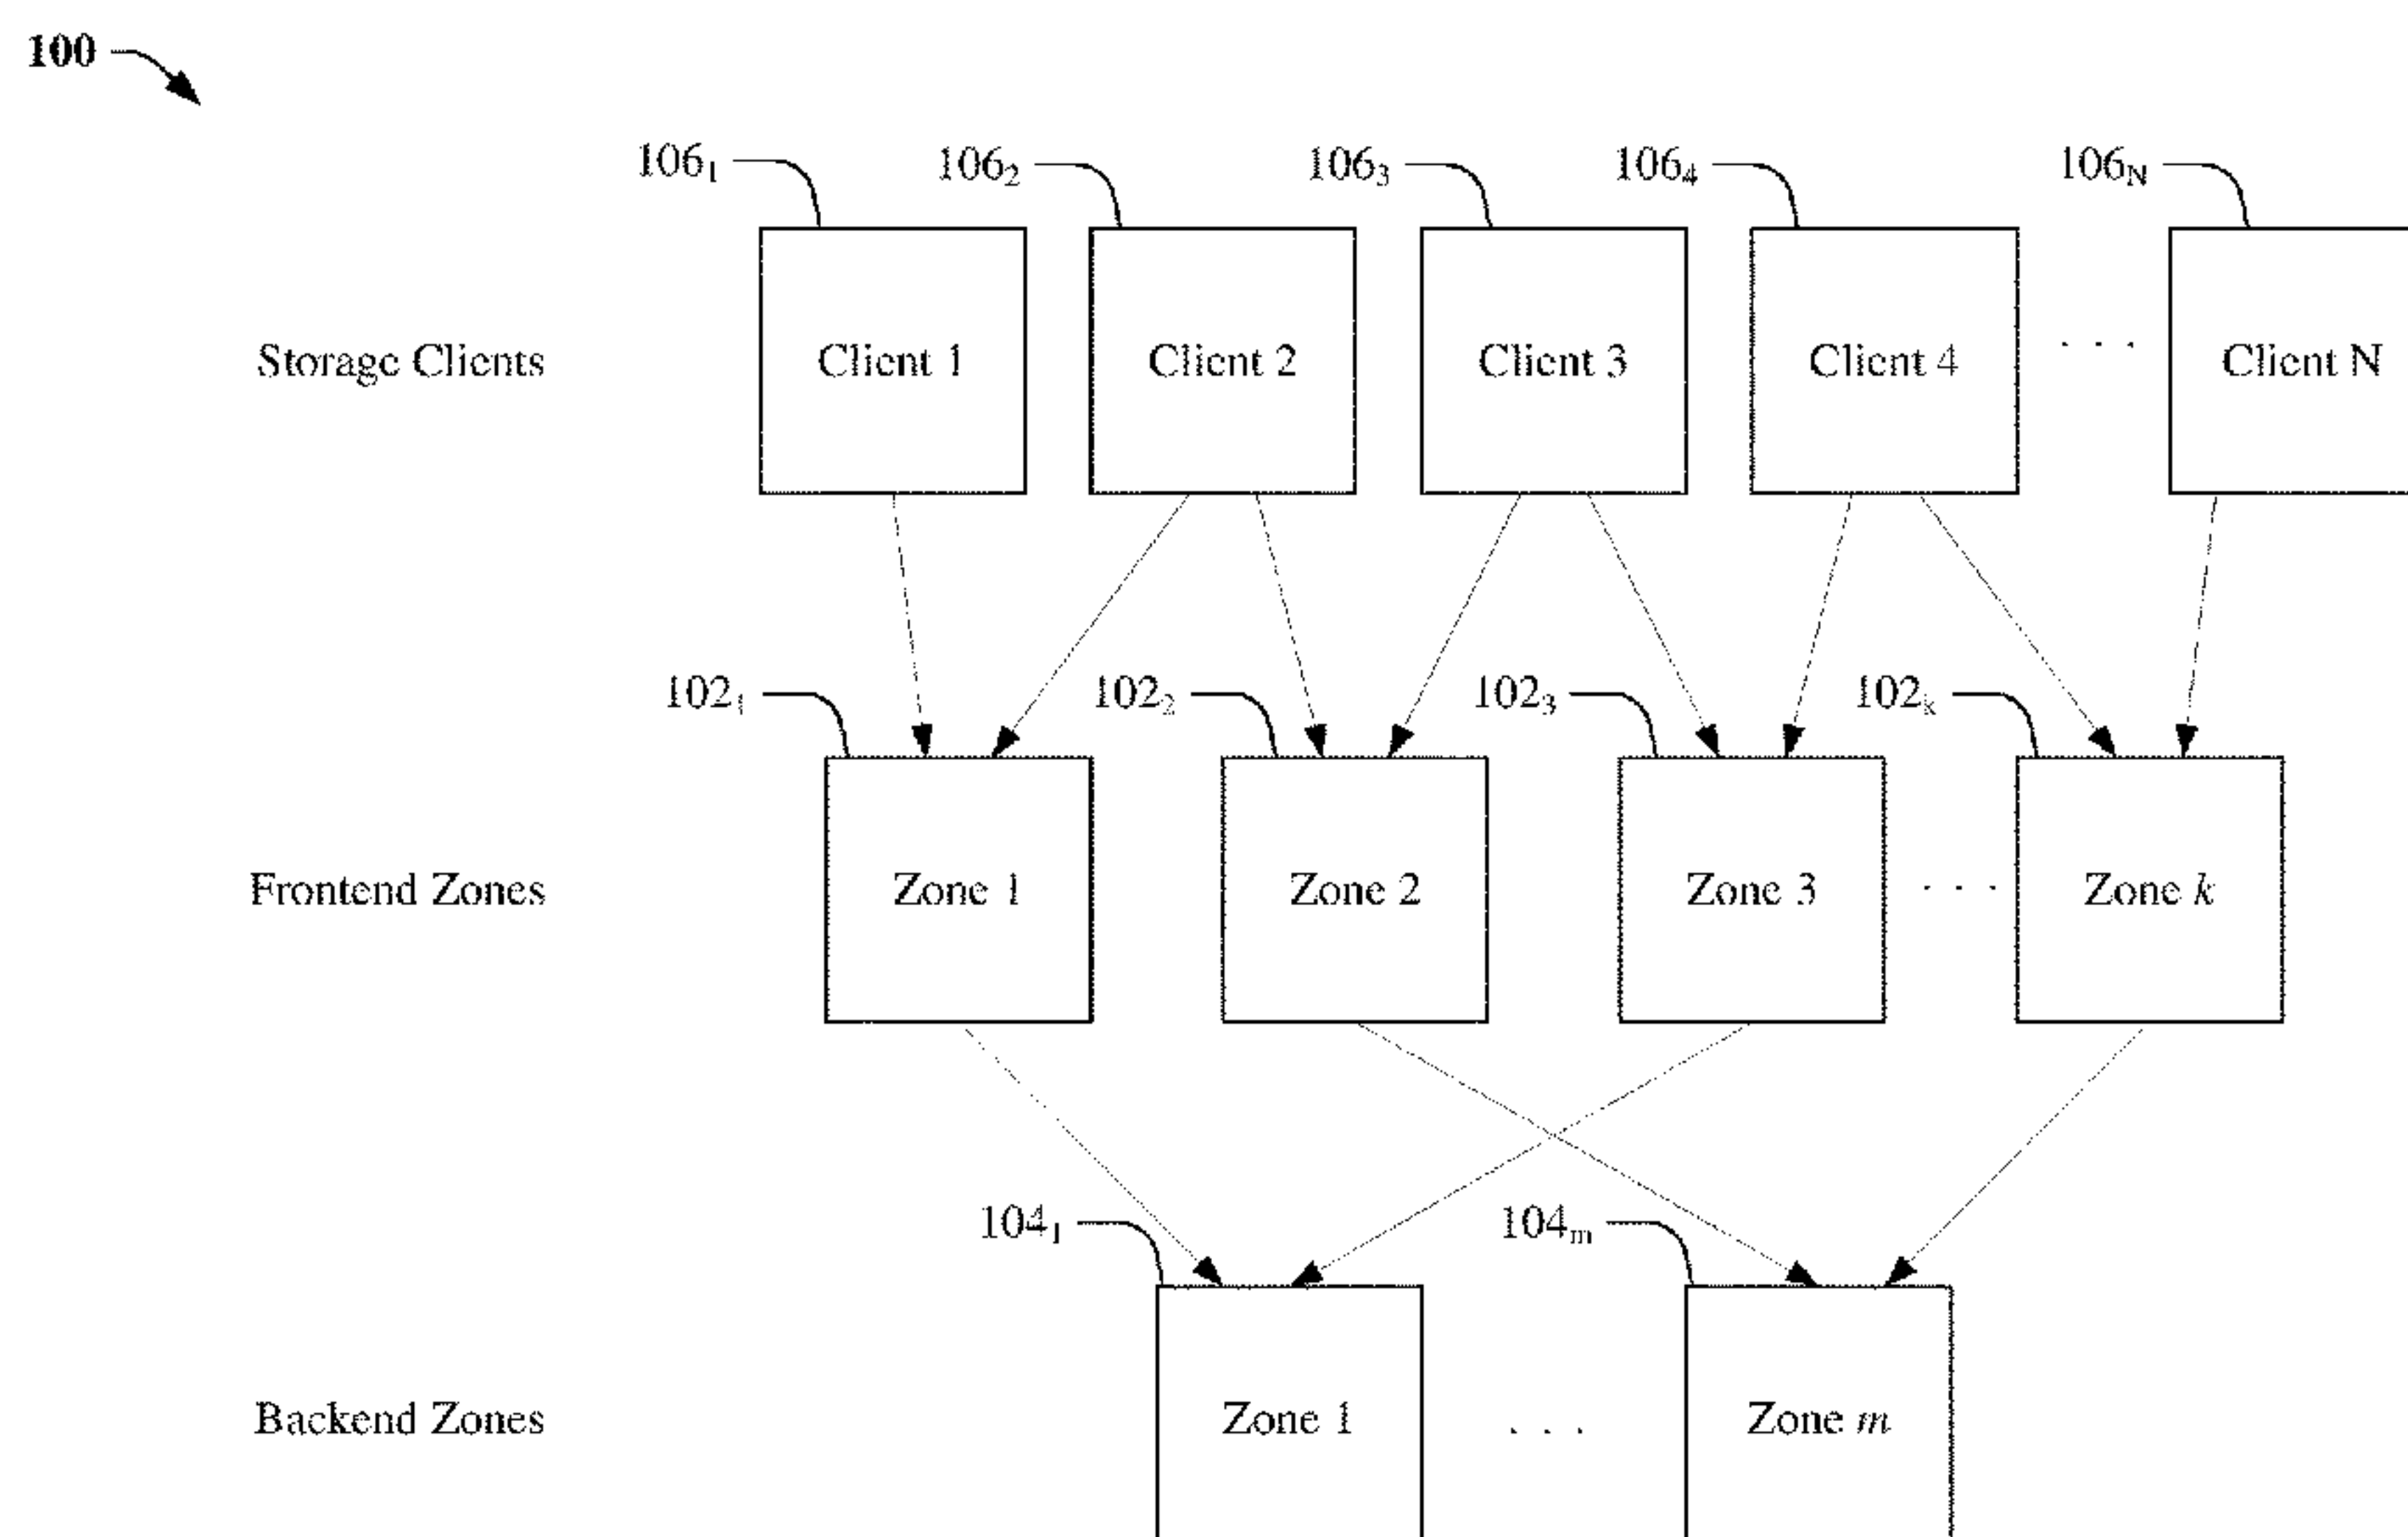 100
106₁ 106₂ 106₃ 106₄ 106N
Storage Clients Client 1 Client 2 Client 3 Client 4 . . . Client N
102₁ 102₂ 102₃ 102k
Frontend Zones Zone 1 Zone 2 Zone 3 . . . Zone k
104₁ 104m
Backend Zones Zone 1 . . . Zone m